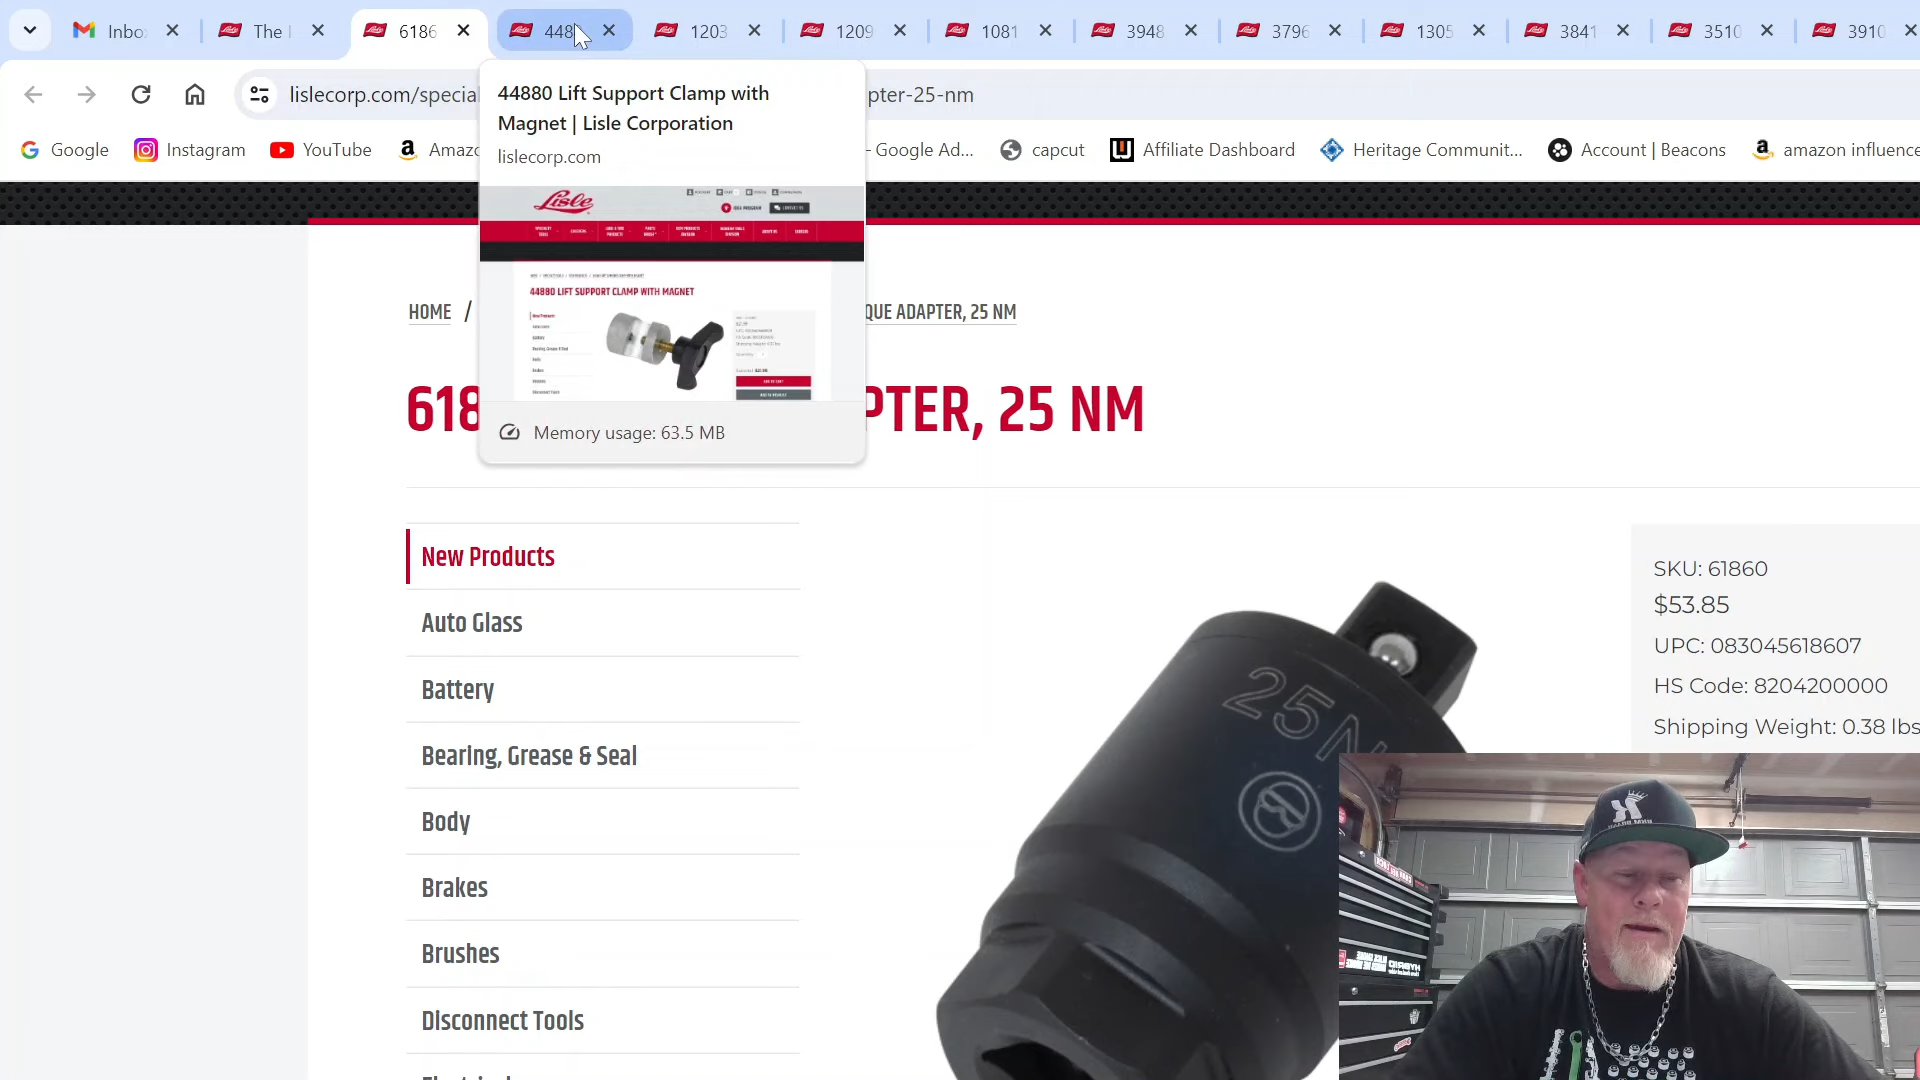 Inbo
The
6186
448
1203
1209
1081
3948
3796
1305
3841
3510
3910
lislecorp.com/special
pter-25-nm
44880 Lift Support Clamp with
Magnet | Lisle Corporation
lislecorp.com
Google
Instagram
YouTube
Amazo
- Google Ad...
capcut
Affiliate Dashboard
Heritage Communit...
Account | Beacons
amazon influence
Lisle
44880 LIFT SUPPORT CLAMP WITH MAGNET
Memory usage: 63.5 MB
HOME /
QUE ADAPTER, 25 NM
618
PTER, 25 NM
New Products
Auto Glass
Battery
Bearing, Grease & Seal
Body
Brakes
Brushes
Disconnect Tools
SKU: 61860
$53.85
UPC: 083045618607
HS Code: 8204200000
Shipping Weight: 0.38 lbs
25N